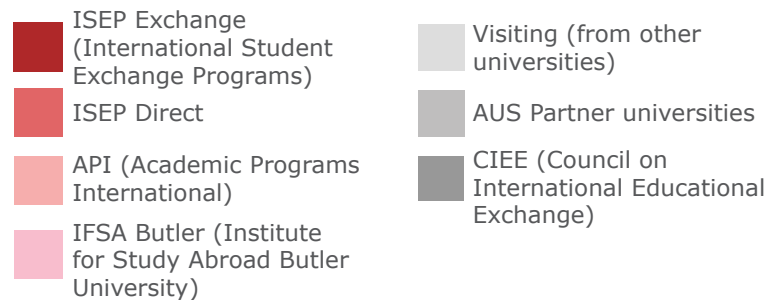 ISEP Exchange
(International Student
Exchange Programs)
ISEP Direct
API (Academic Programs
International)
IFSA Butler (Institute
for Study Abroad Butler
University)
Visiting (from other
universities)
AUS Partner universities
CIEE (Council on
International Educational
Exchange)